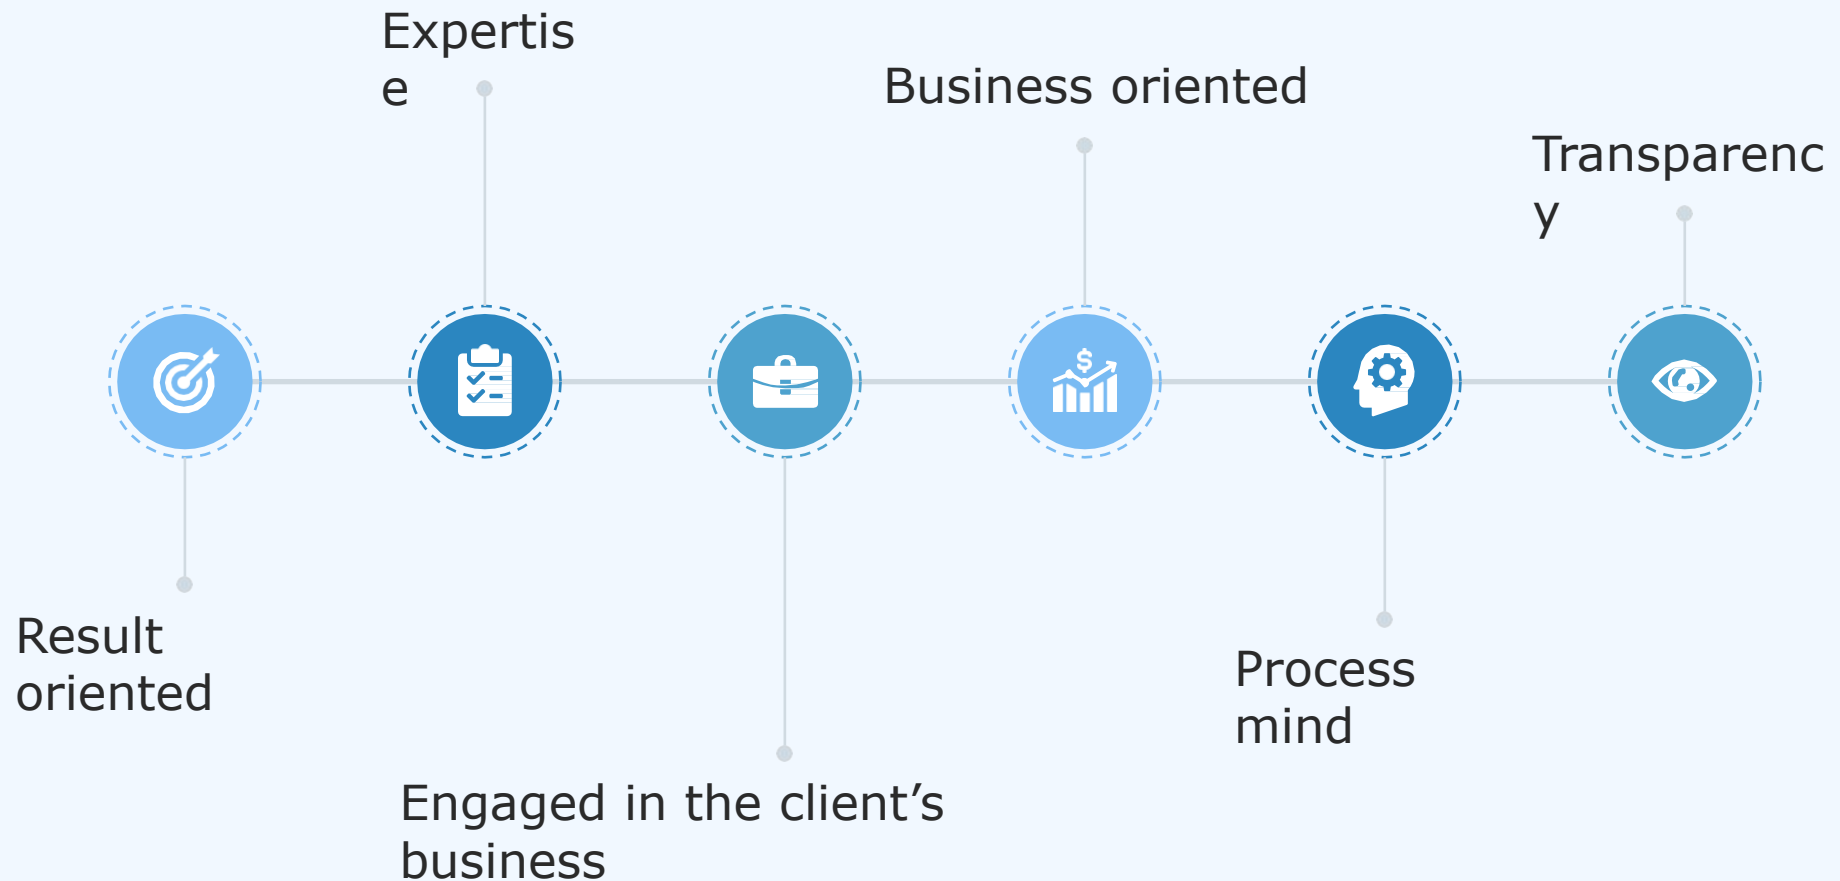 Expertis
e
Business oriented
Transparenc
y
$
Result
oriented
Process
mind
Engaged in the client’s
business